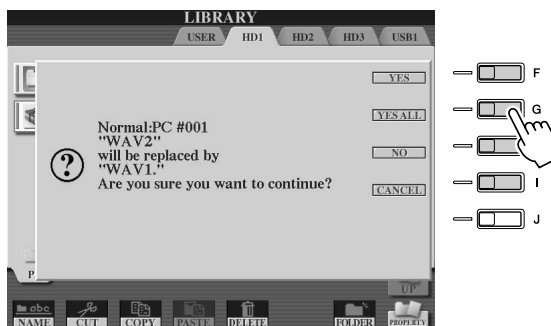 LIBRARY
USER HD1 HD2 HD3 USB1
YES
YES ALL
NO
CANCEL
Normal:PC #001
"WAV2"
will be replaced by
"WAV1."
Are you sure you want to continue?
?
F
G
I
J
P
UP
abc
NAME CUT COPY PASTE DELETE FOLDER PROPERTY